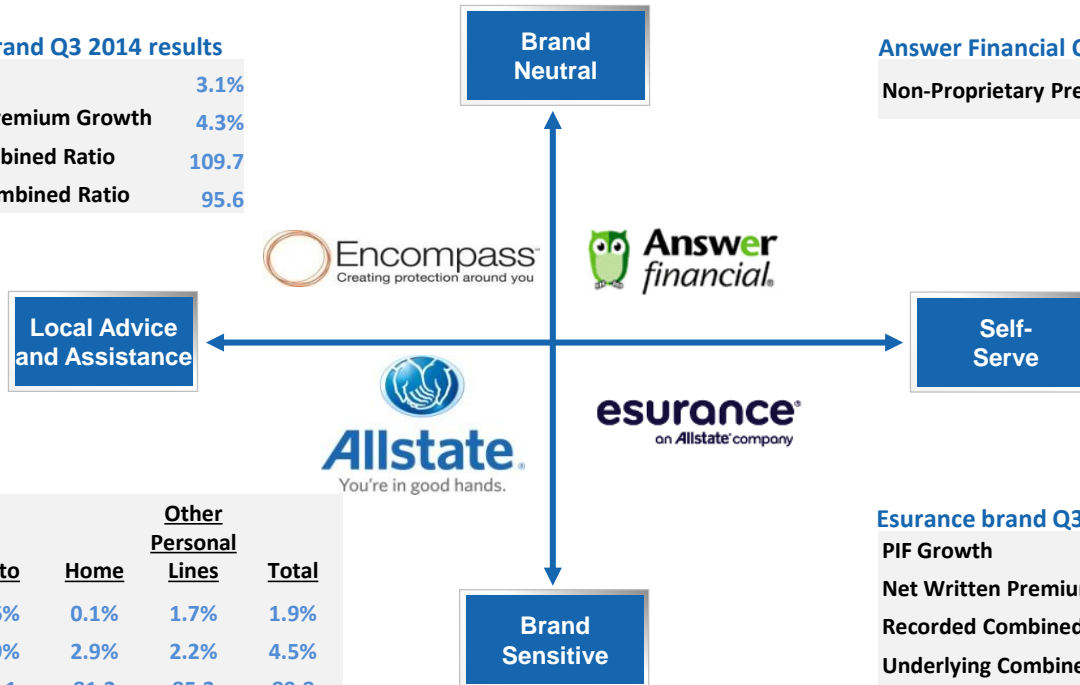 Brand
Neutral
rand Q3 2014 results
3.1%
remium Growth 4.3%
bined Ratio 109.7
mbined Ratio 95.6
Answer Financial
Non-Proprietary Pre
Encompass
Creating protection around you
Answer
financial.
Local Advice
and Assistance
Self-
Serve
Allstate.
You're in good hands.
esurance®
an Allstate® company
Other
Personal
to Home Lines Total
% 0.1% 1.7% 1.9%
% 2.9% 2.2% 4.5%
Brand
Sensitive
Esurance brand Q3
PIF Growth
Net Written Premiu
Recorded Combined
Underlying Combine